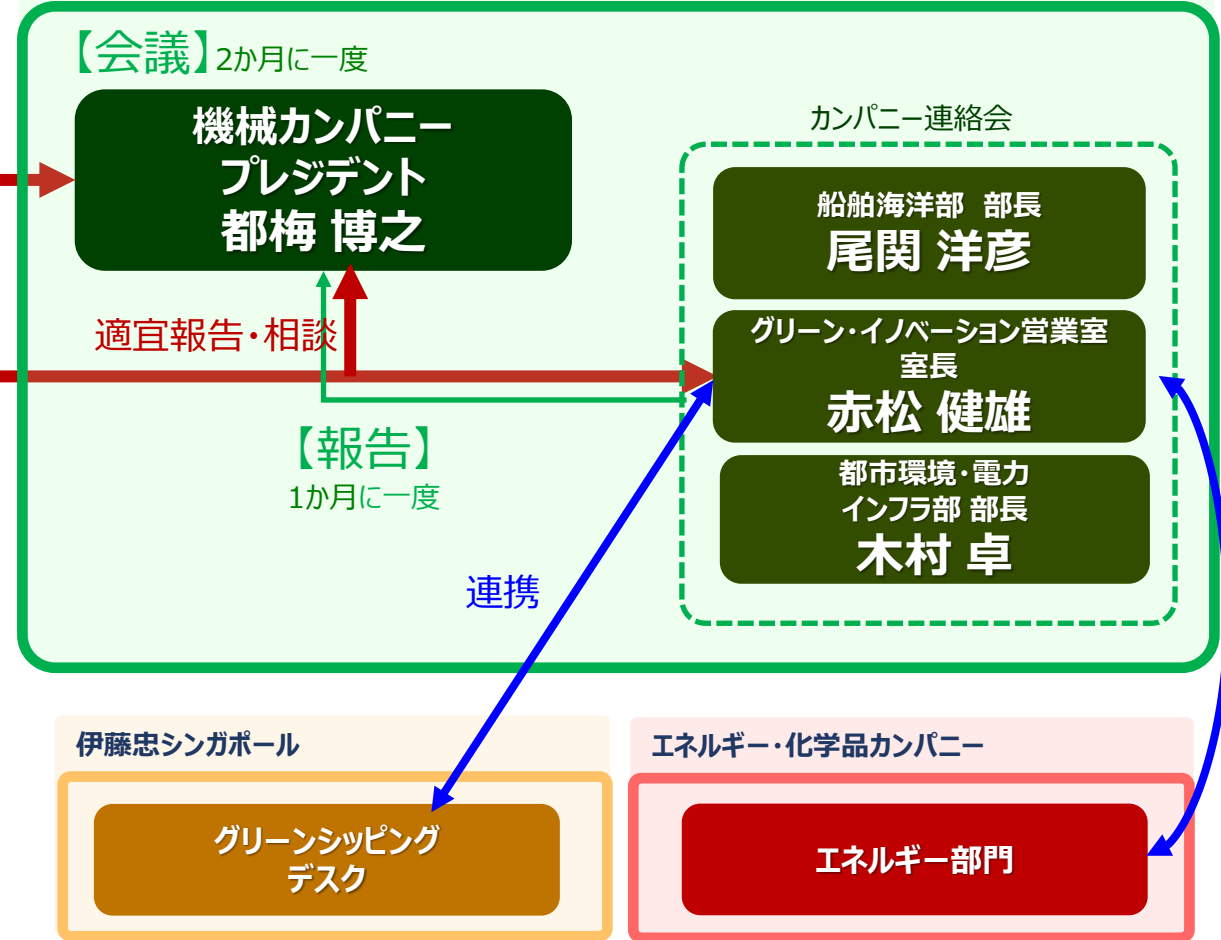 【会議】2か月に一度
機械カンパニー
プレジデント
都梅 博之
カンパニー連絡会
船舶海洋部 部長
尾関 洋彦
グリーン・イノベーション営業室
室長
赤松 健雄
都市環境・電力
インフラ部 部長
木村 卓
適宜報告・相談
【報告】
1か月に一度
連携
伊藤忠シンガポール
グリーンシッピング
デスク
エネルギー・化学品カンパニー
エネルギー部門